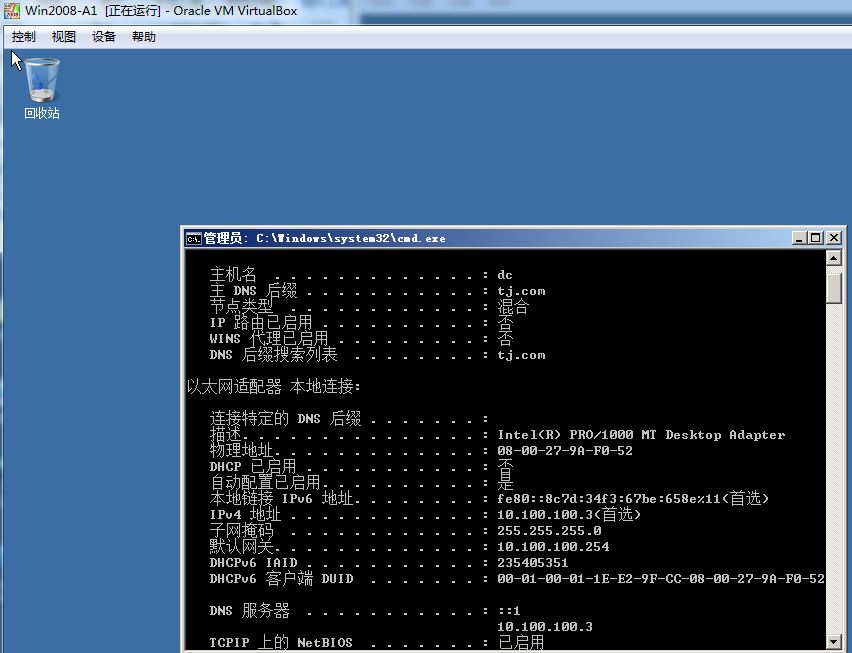 Win2008-A1 [正在运行] - Oracle VM VirtualBox
控制 视图 设备 帮助
回收站
管理员: C:\Windows\system32\cmd.exe
主机名 . . . . . . . . . . . . . : dc
主 DNS 后缀 . . . . . . . . . . . : tj.com
节点类型 . . . . . . . . . . . . : 混合
IP 路由已启用 . . . . . . . . . . : 否
WINS 代理已启用 . . . . . . . . . : 否
DNS 后缀搜索列表 . . . . . . . . : tj.com
以太网适配器 本地连接:
连接特定的 DNS 后缀 . . . . . . . :
描述. . . . . . . . . . . . . . . : Intel(R) PRO/1000 MT Desktop Adapter
物理地址. . . . . . . . . . . . . : 08-00-27-9A-F0-52
DHCP 已启用 . . . . . . . . . . . : 否
自动配置已启用. . . . . . . . . . : 是
本地链接 IPv6 地址. . . . . . . . : fe80::8c7d:34f3:67be:658e%11(首选)
IPv4 地址 . . . . . . . . . . . . : 10.100.100.3(首选)
子网掩码 . . . . . . . . . . . . : 255.255.255.0
默认网关. . . . . . . . . . . . . : 10.100.100.254
DHCPv6 IAID . . . . . . . . . . . : 235405351
DHCPv6 客户端 DUID . . . . . . . : 00-01-00-01-1E-E2-9F-CC-08-00-27-9A-F0-52
DNS 服务器 . . . . . . . . . . . : ::1
10.100.100.3
TCPIP 上的 NetBIOS . . . . . . . : 已启用